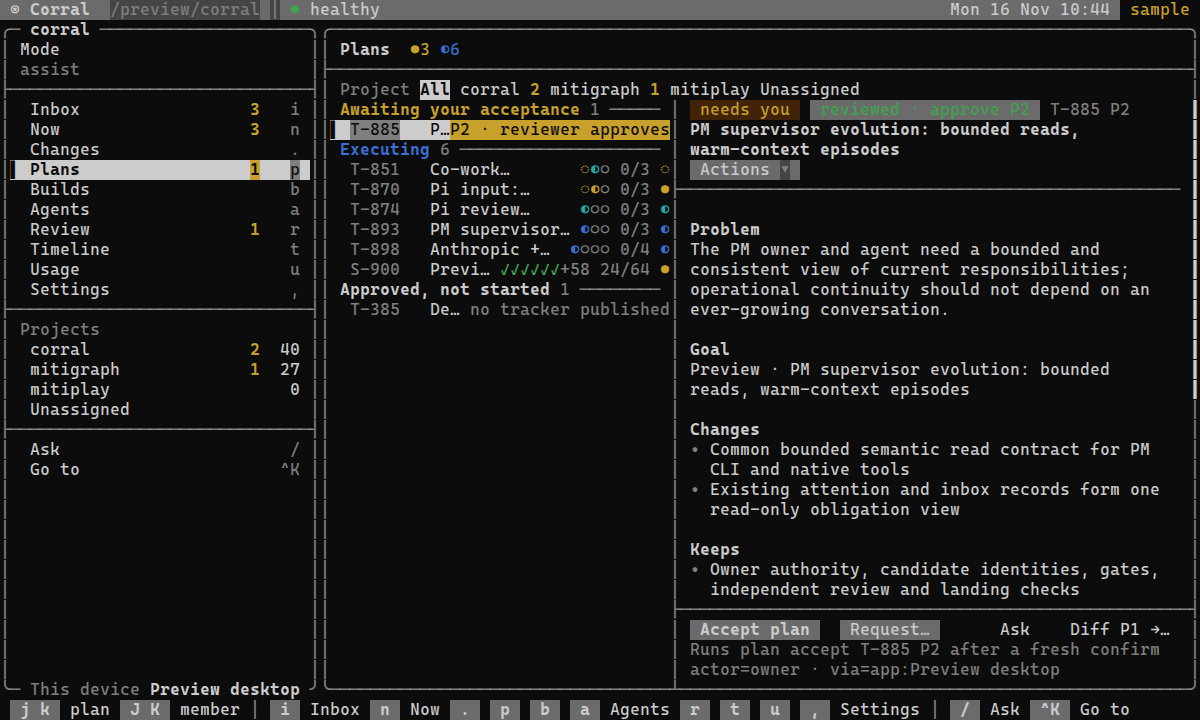 Corral /preview/corral ● healthy Mon 16 Nov 10:44 sample
corral
Mode
assist
Inbox 3 i
Now 3 n
Changes .
Plans 1 p
Builds b
Agents a
Review 1 r
Timeline t
Usage u
Settings ,
Projects
corral 2 40
mitigraph 1 27
mitiplay 0
Unassigned
Ask /
Go to ^K
This device Preview desktop
Plans ●3 ◐6
Project All corral 2 mitigraph 1 mitiplay Unassigned
Awaiting your acceptance 1
T-885 P…P2 · reviewer approves
Executing 6
T-851 Co-work… ◌◐○ 0/3 ◌
T-870 Pi input:… ◌◐○ 0/3 ●
T-874 Pi review… ◐○○ 0/3 ◐
T-893 PM supervisor… ◐○○ 0/3 ◐
T-898 Anthropic +… ◐○○○ 0/4 ◐
S-900 Previ… ✓✓✓✓✓✓+58 24/64 ●
Approved, not started 1
T-385 De… no tracker published
needs you reviewed · approve P2 T-885 P2
PM supervisor evolution: bounded reads,
warm-context episodes
Actions ▾
Problem
The PM owner and agent need a bounded and
consistent view of current responsibilities;
operational continuity should not depend on an
ever-growing conversation.
Goal
Preview · PM supervisor evolution: bounded
reads, warm-context episodes
Changes
• Common bounded semantic read contract for PM
CLI and native tools
• Existing attention and inbox records form one
read-only obligation view
Keeps
• Owner authority, candidate identities, gates,
independent review and landing checks
Accept plan Request… Ask Diff P1 →…
Runs plan accept T-885 P2 after a fresh confirm
actor=owner · via=app:Preview desktop
j k plan J K member | i Inbox n Now . p b a Agents r t u , Settings | / Ask ^K Go to